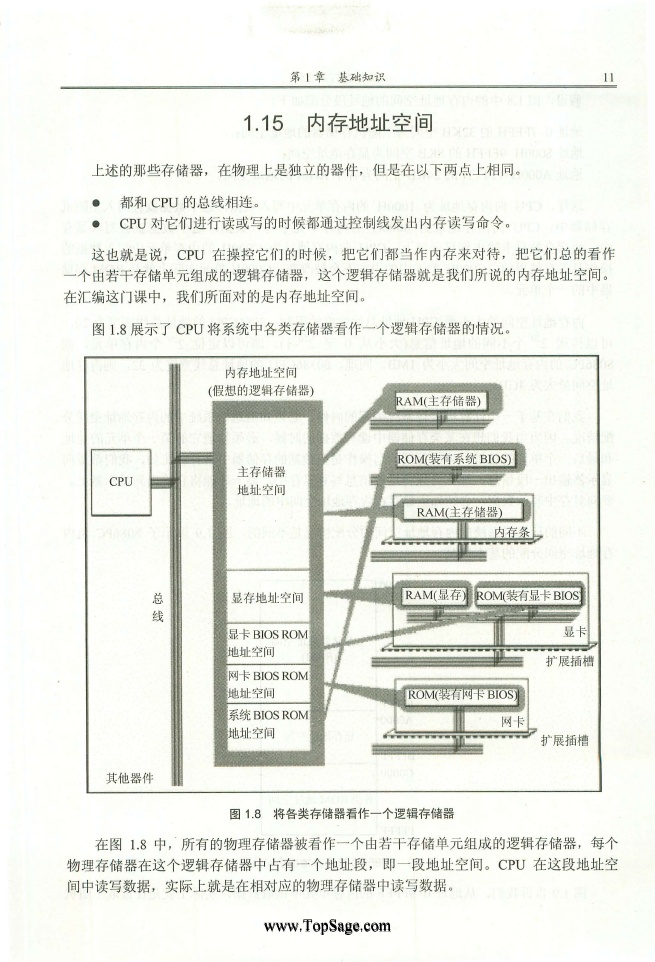 第 1 章 基础知识 11
1.15 内存地址空间
上述的那些存储器，在物理上是独立的器件，但是在以下两点上相同。
● 都和 CPU 的总线相连。
● CPU 对它们进行读或写的时候都通过控制线发出内存读写命令。
这也就是说，CPU 在操控它们的时候，把它们都当作内存来对待，把它们总的看作
一个由若干存储单元组成的逻辑存储器，这个逻辑存储器就是我们所说的内存地址空间。
在汇编这门课中，我们所面对的是内存地址空间。
图 1.8 展示了 CPU 将系统中各类存储器看作一个逻辑存储器的情况。
内存地址空间
(假想的逻辑存储器)
CPU
主存储器
地址空间
显存地址空间
显卡 BIOS ROM
地址空间
网卡 BIOS ROM
地址空间
系统 BIOS ROM
地址空间
总
线
其他器件
RAM(主存储器)
ROM(装有系统 BIOS)
RAM(主存储器)
内存条
RAM(显存)
ROM(装有显卡 BIOS
显卡
扩展插槽
ROM(装有网卡 BIOS)
网卡
扩展插槽
图 1.8 将各类存储器看作一个逻辑存储器
在图 1.8 中，所有的物理存储器被看作一个由若干存储单元组成的逻辑存储器，每个
物理存储器在这个逻辑存储器中占有一个地址段，即一段地址空间。CPU 在这段地址空
间中读写数据，实际上就是在相对应的物理存储器中读写数据。
www.TopSage.com